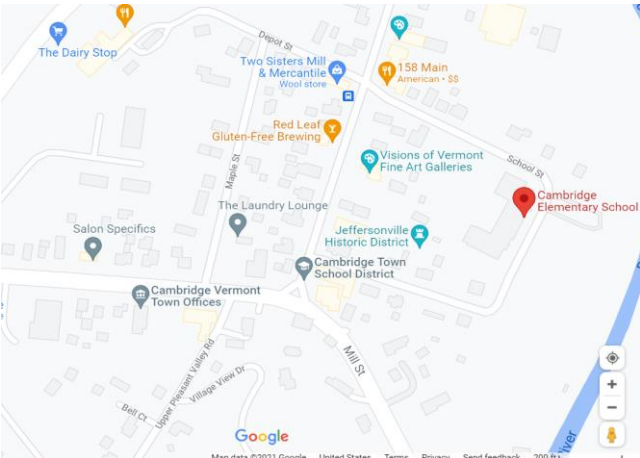 Depot St
The Dairy Stop
Two Sisters Mill
& Mercantile
Wool store
158 Main
American • $$
Red Leaf
Gluten-Free Brewing
Maple St
Visions of Vermont
Fine Art Galleries
School St
Cambridge
Elementary School
The Laundry Lounge
Salon Specifics
Jeffersonville
Historic District
Cambridge Town
School District
Cambridge Vermont
Town Offices
Mill St
Upper Pleasant Valley Rd
Village View Dr
Bell Ct
Google
Map data ©2021 Google United States Terms Privacy Send feedback 200 ft